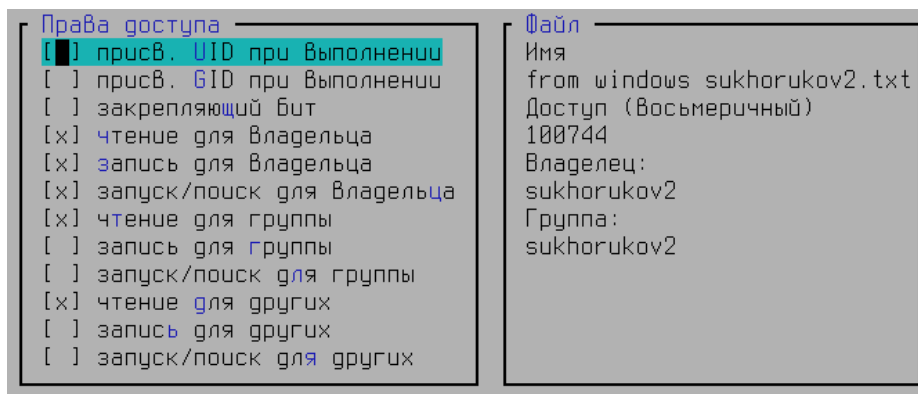 Права доступа
[ ] присв. UID при выполнении
[ ] присв. GID при выполнении
[ ] закрепляющий бит
[x] чтение для владельца
[x] запись для владельца
[x] запуск/поиск для владельца
[x] чтение для группы
[ ] запись для группы
[ ] запуск/поиск для группы
[x] чтение для других
[ ] запись для других
[ ] запуск/поиск для других
Файл
Имя
from windows sukhorukov2.txt
Доступ (восьмеричный)
100744
Владелец:
sukhorukov2
Группа:
sukhorukov2